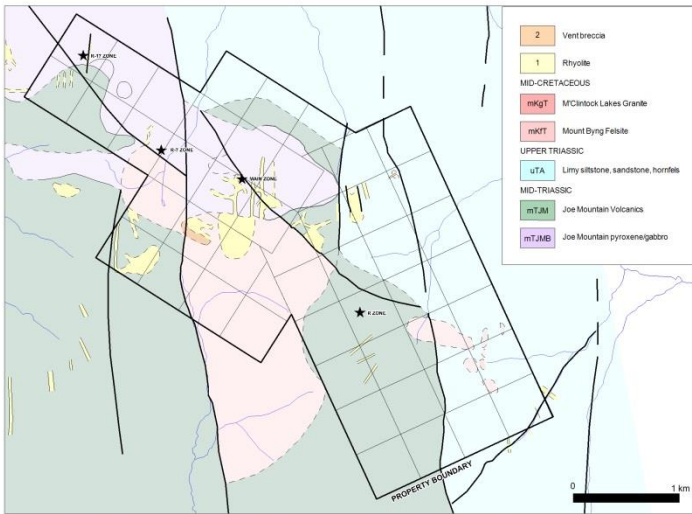 N-17 ZONE
R-7 ZONE
MAIN ZONE
K ZONE
PROPERTY BOUNDARY
2 Vent breccia
1 Rhyolite
MID-CRETACEOUS
mKgT M'Clintock Lakes Granite
mKfT Mount Byng Felsite
UPPER TRIASSIC
uTA Limy siltstone, sandstone, hornfels
MID-TRIASSIC
mTJM Joe Mountain Volcanics
mTJMB Joe Mountain pyroxene/gabbro
0 1 km